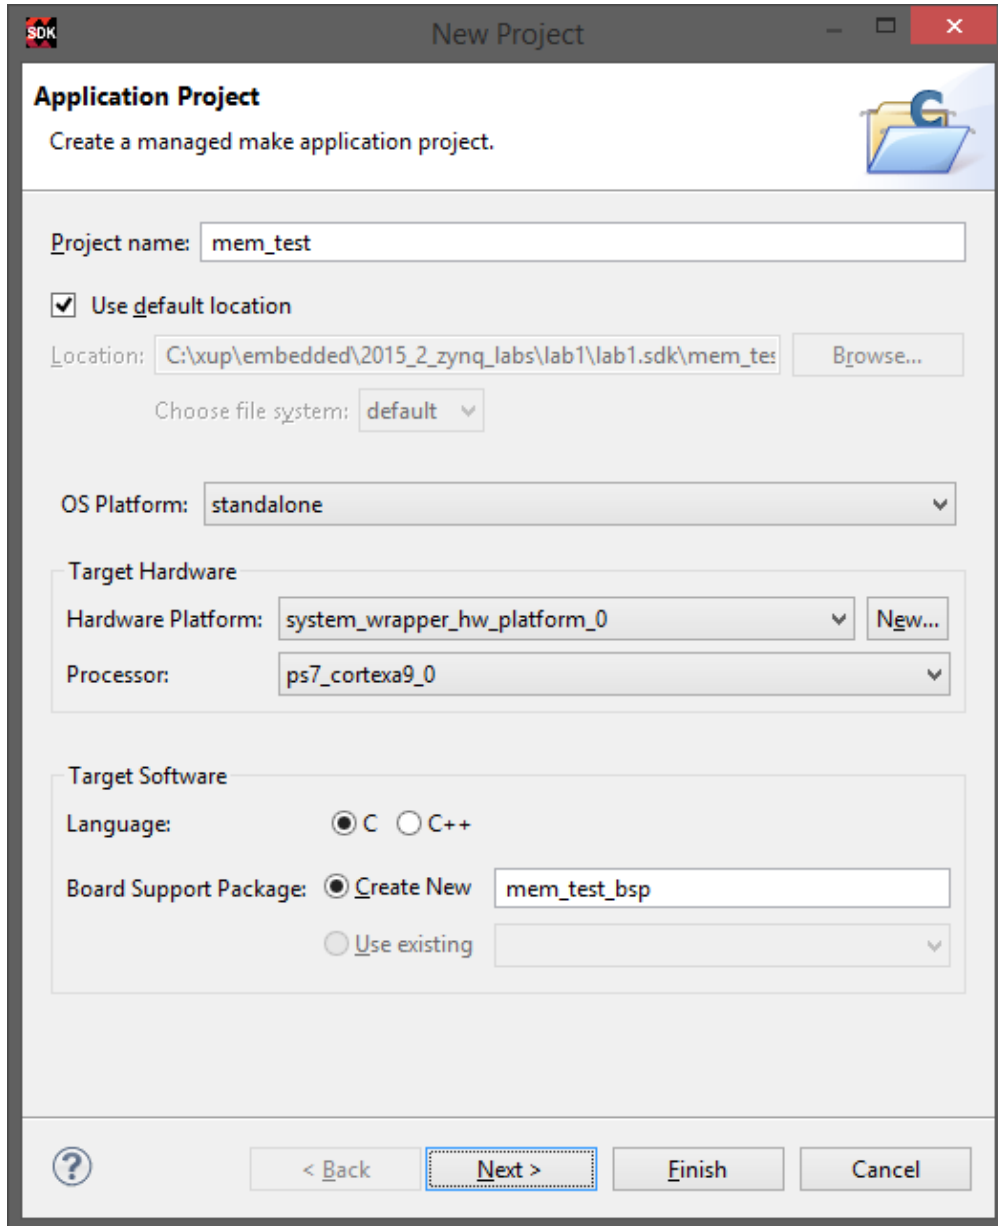 SDK New Project
Application Project
Create a managed make application project.
Project name: mem_test
Use default location
Location: C:\xup\embedded\2015_2_zynq_labs\lab1\lab1.sdk\mem_tes Browse...
Choose file system: default
OS Platform: standalone
Target Hardware
Hardware Platform: system_wrapper_hw_platform_0 New...
Processor: ps7_cortexa9_0
Target Software
Language: C C++
Board Support Package: Create New mem_test_bsp
Use existing
? < Back Next > Finish Cancel